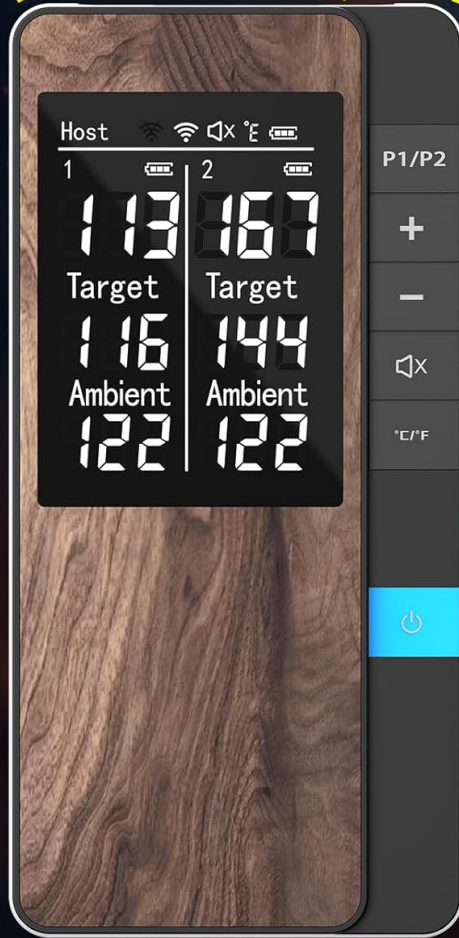 Host °E
1 2
113 167
Target Target
116 144
Ambient Ambient
122 122
P1/P2
+
−
°C/°F